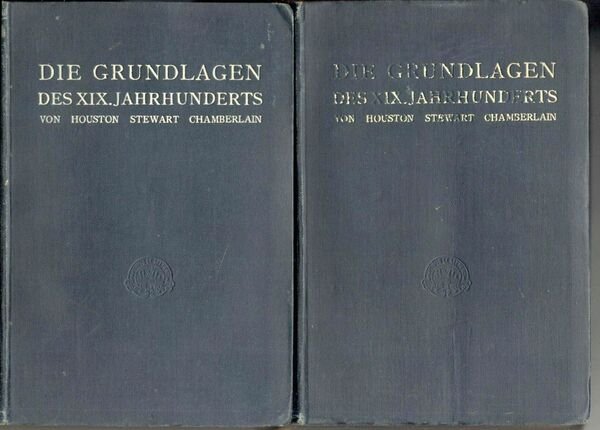 DIE GRUNDLAGEN
DES XIX. JAHRHUNDERTS
VON HOUSTON STEWART CHAMBERLAIN
DIE GRUNDLAGEN
DES XIX. JAHRHUNDERTS
VON HOUSTON STEWART CHAMBERLAIN